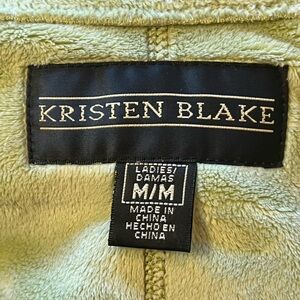 KRISTEN BLAKE
LADIES/
DAMAS
M/M
MADE IN
CHINA
HECHO EN
CHINA